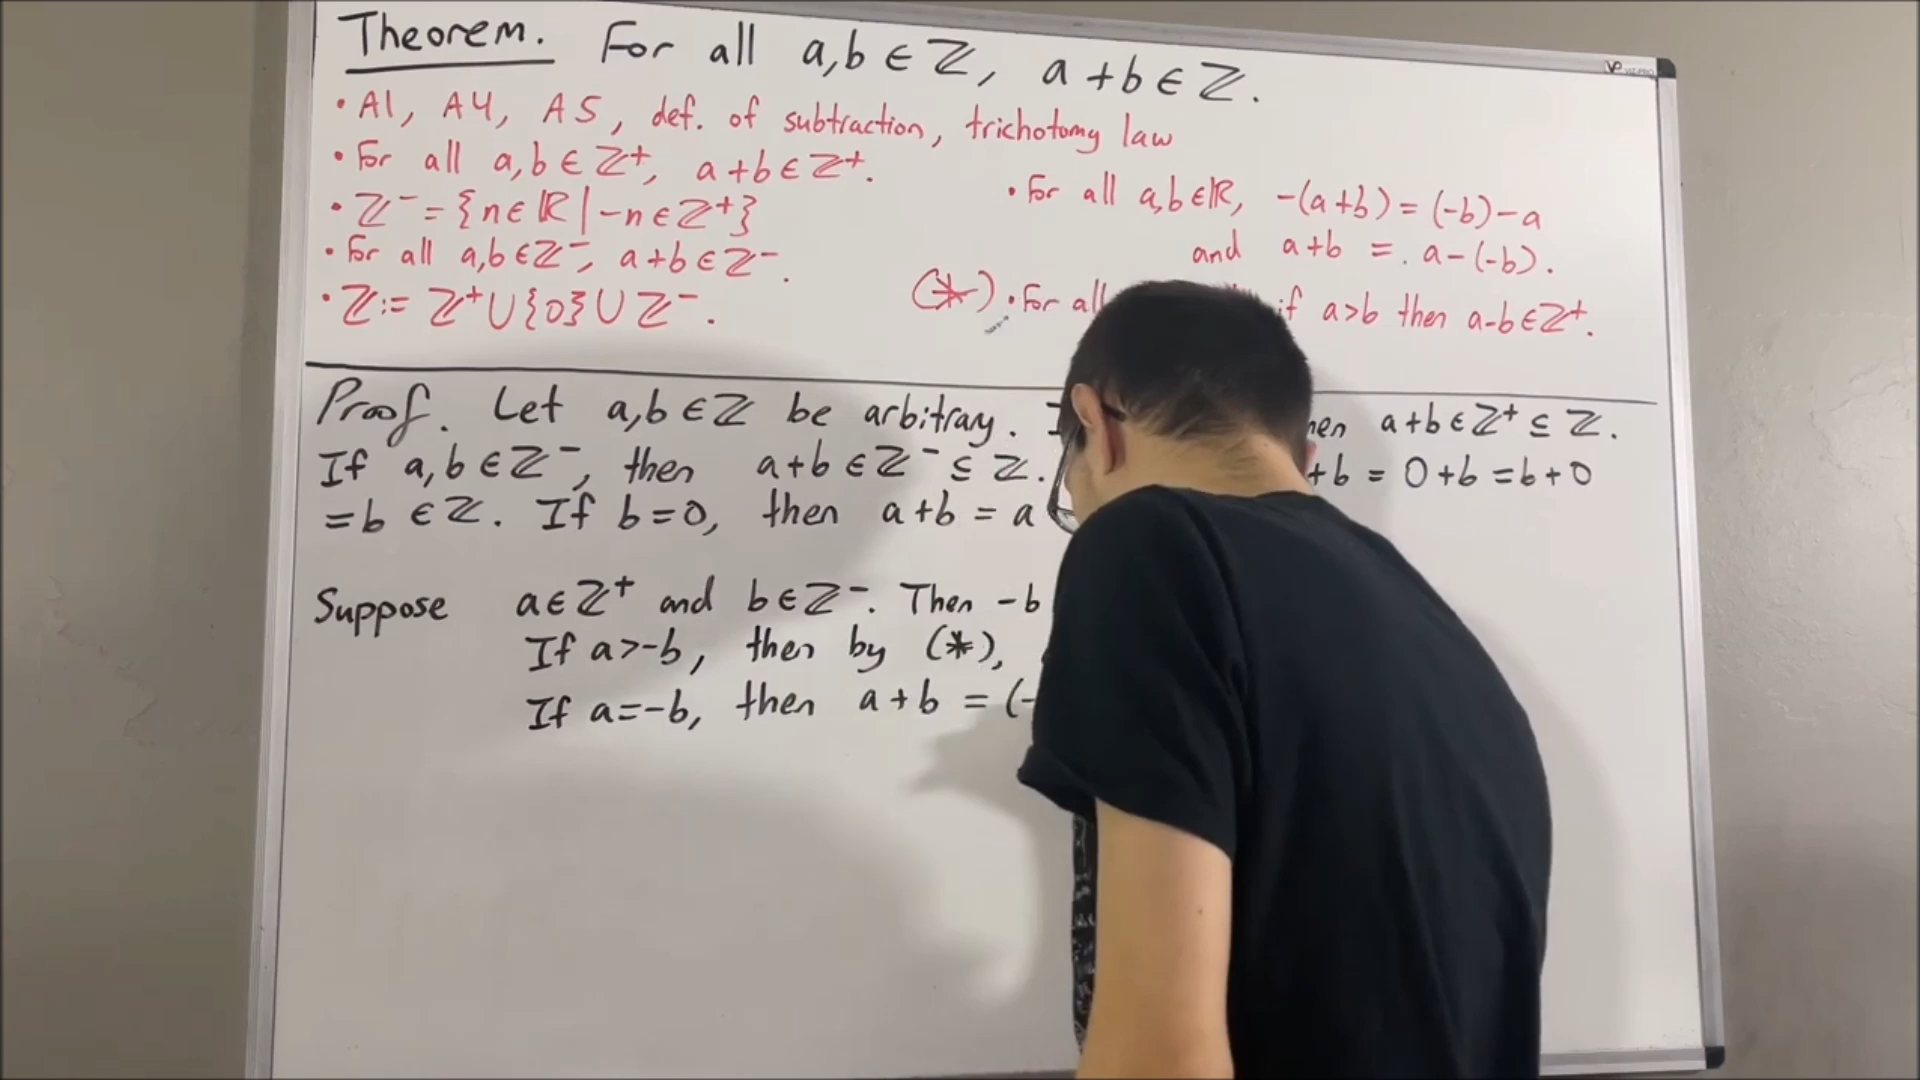 Theorem. For all a,b ∈ ℤ, a+b ∈ ℤ.
• A1, A4, A5, def. of subtraction, trichotomy law
• For all a,b ∈ ℤ⁺, a+b ∈ ℤ⁺.
• ℤ⁻ = {n ∈ ℝ | -n ∈ ℤ⁺}
• For all a,b ∈ ℤ⁻, a+b ∈ ℤ⁻.
• ℤ := ℤ⁺ ∪ {0} ∪ ℤ⁻.
• For all a,b ∈ ℝ, -(a+b) = (-b)-a
and a+b = . a-(-b).
(*) • For all if a>b then a-b ∈ ℤ⁺.
Proof. Let a,b ∈ ℤ be arbitrary. a+b ∈ ℤ⁺ ⊆ ℤ.
If a,b ∈ ℤ⁻, then a+b ∈ ℤ⁻ ⊆ ℤ. +b = 0+b = b+0
= b ∈ ℤ. If b=0, then a+b = a
Suppose a ∈ ℤ⁺ and b ∈ ℤ⁻. Then -b
If a>-b, then by (*),
If a=-b, then a+b = (-